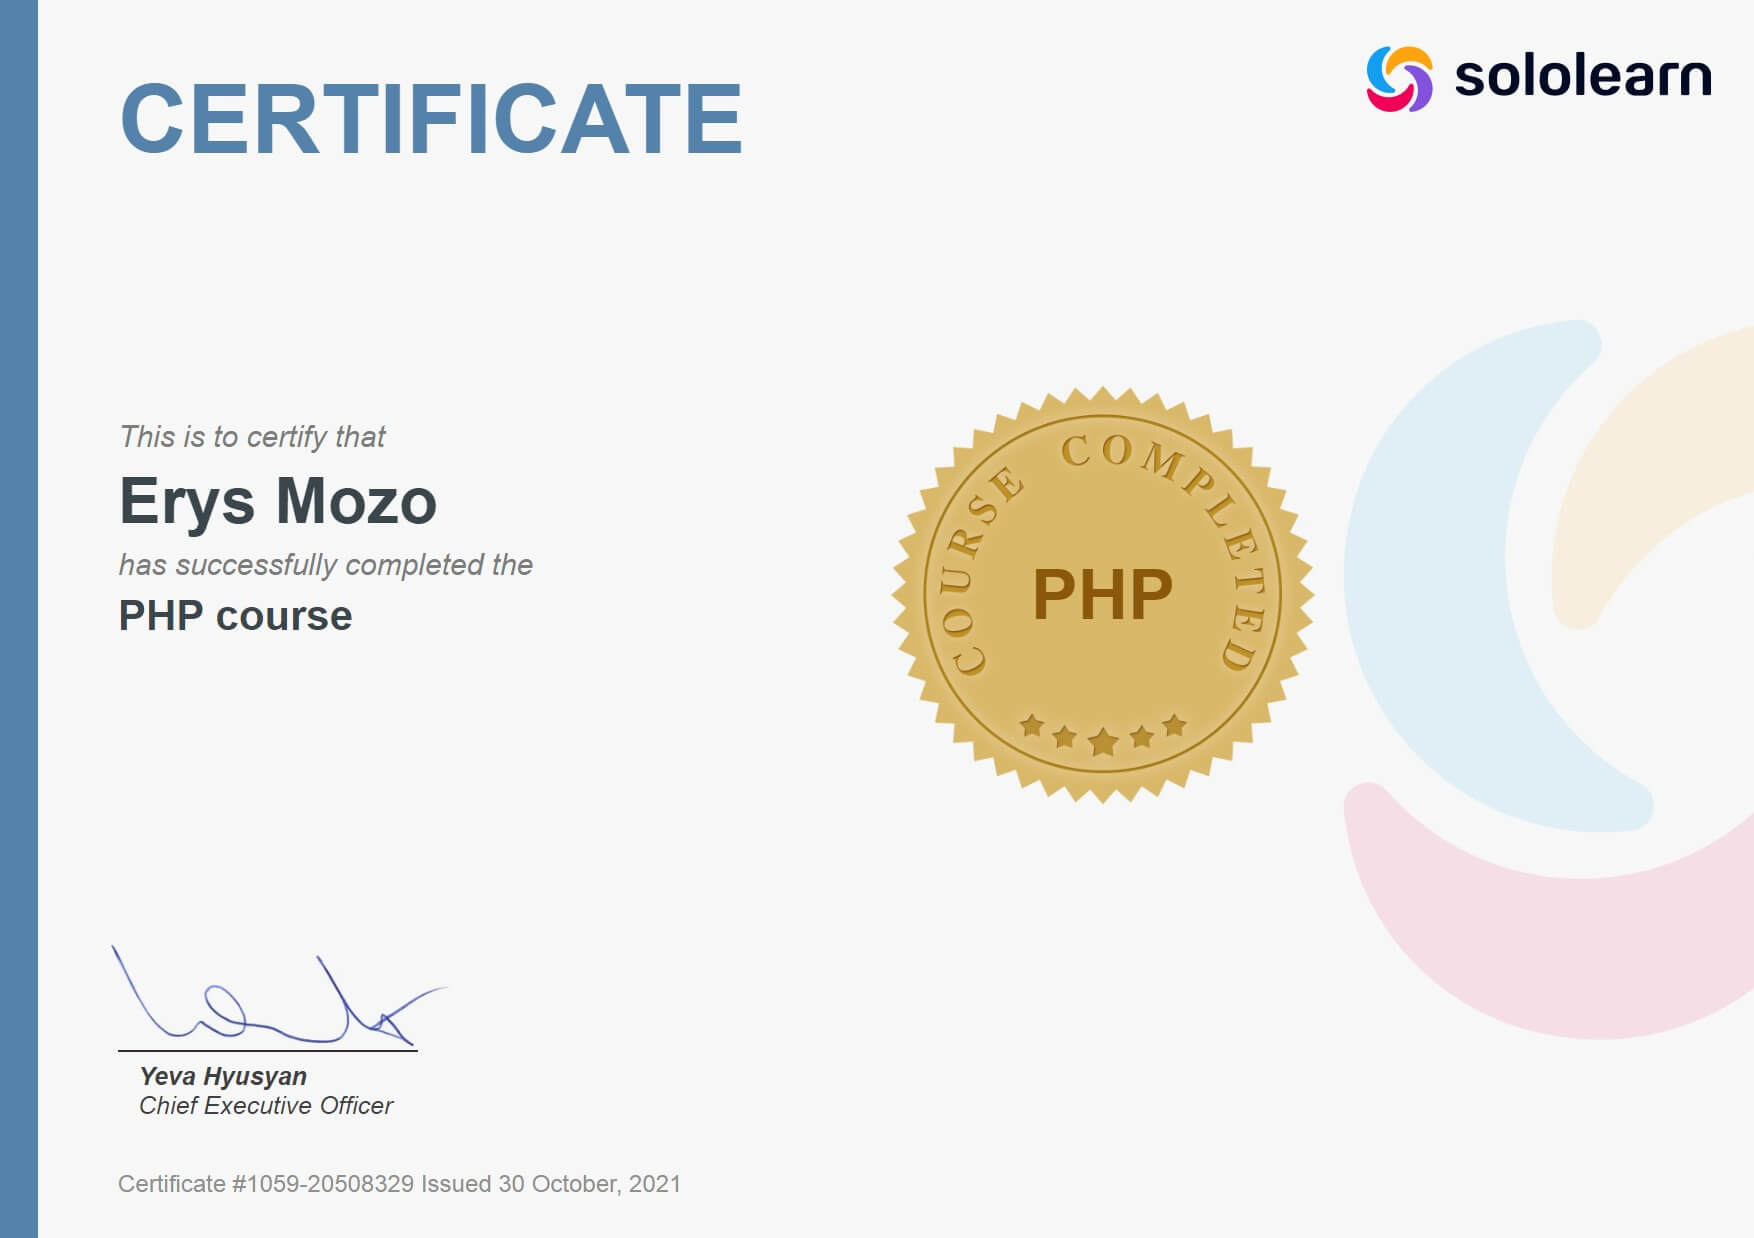 CERTIFICATE
sololearn
This is to certify that
Erys Mozo
has successfully completed the
PHP course
COURSE COMPLETED
PHP
Yeva Hyusyan
Chief Executive Officer
Certificate #1059-20508329 Issued 30 October, 2021